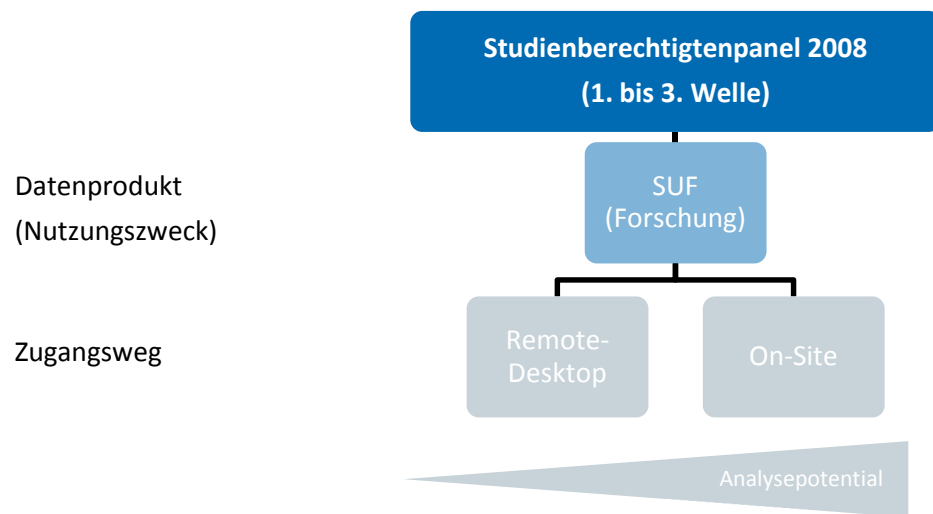 Studienberechtigtenpanel 2008
(1. bis 3. Welle)
Datenprodukt
(Nutzungszweck)
SUF
(Forschung)
Zugangsweg
Remote-
Desktop
On-Site
Analysepotential